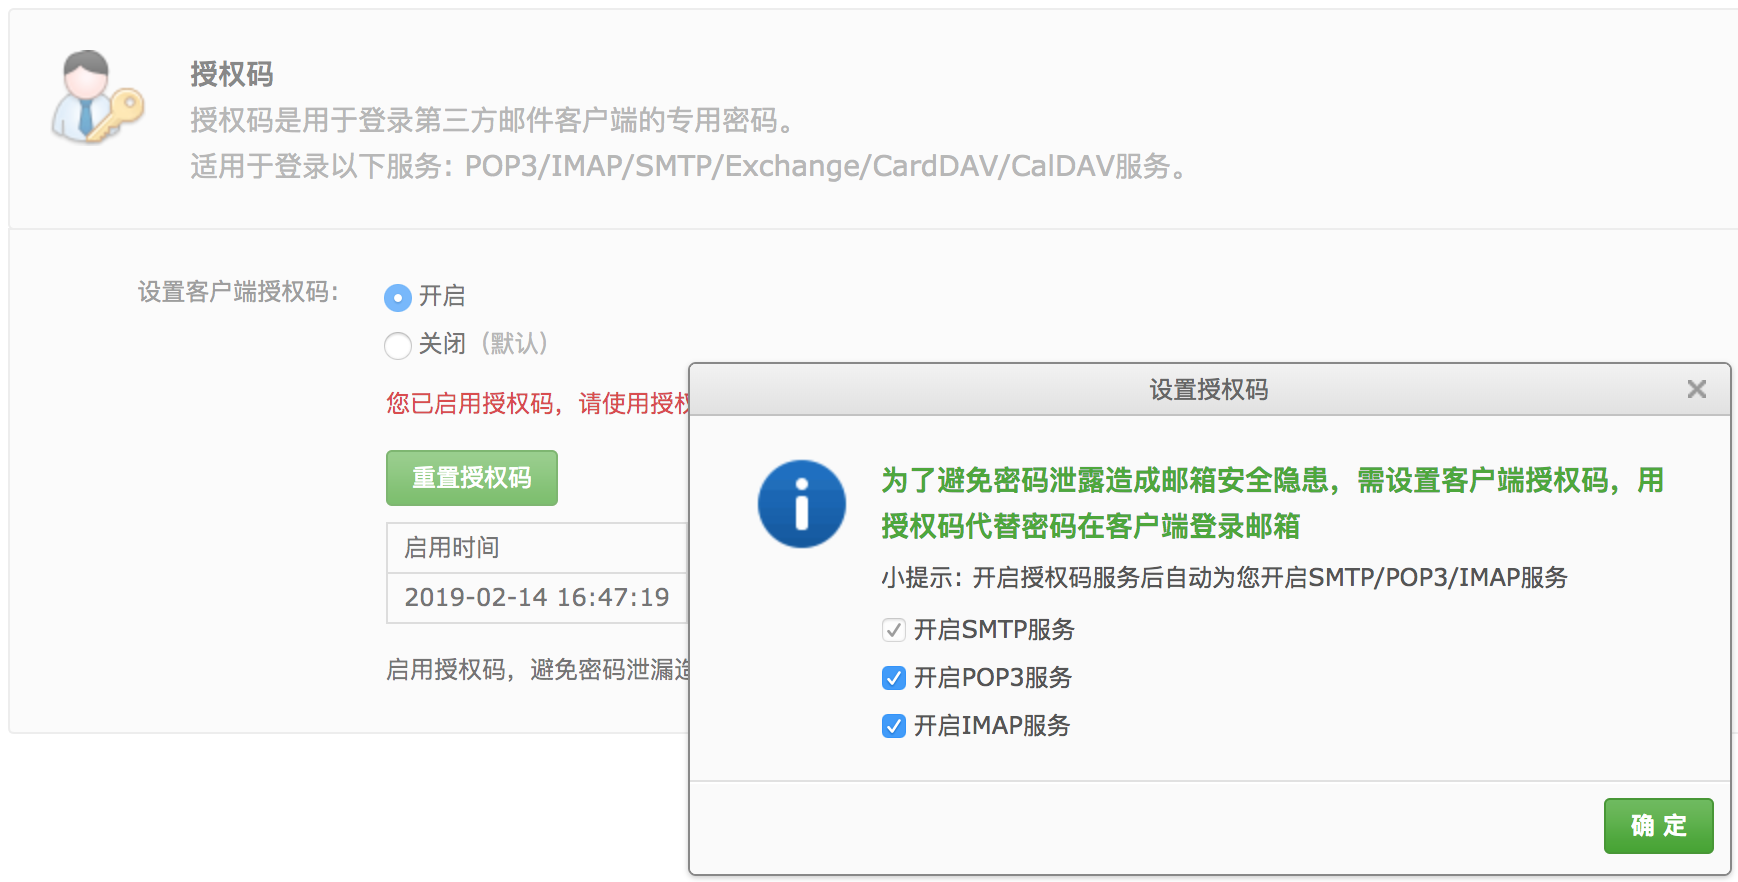 授权码
授权码是用于登录第三方邮件客户端的专用密码。
适用于登录以下服务: POP3/IMAP/SMTP/Exchange/CardDAV/CalDAV服务。
设置客户端授权码:
开启
关闭 (默认)
您已启用授权码，请使用授
重置授权码
启用时间
2019-02-14 16:47:19
启用授权码，避免密码泄漏
设置授权码
为了避免密码泄露造成邮箱安全隐患，需设置客户端授权码，用
授权码代替密码在客户端登录邮箱
小提示：开启授权码服务后自动为您开启SMTP/POP3/IMAP服务
开启SMTP服务
开启POP3服务
开启IMAP服务
确 定